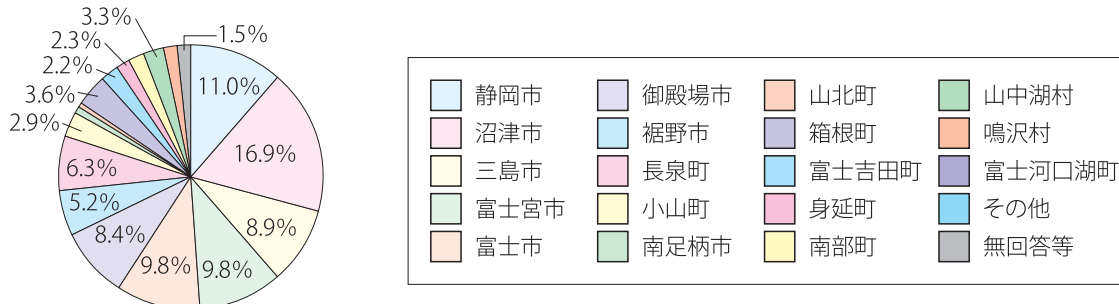 3.3%
1.5%
2.3%
2.2%
3.6%
2.9%
6.3%
5.2%
8.4%
9.8%
9.8%
8.9%
16.9%
11.0%
静岡市 御殿場市 山北町 山中湖村
沼津市 裾野市 箱根町 鳴沢村
三島市 長泉町 富士吉田町 富士河口湖町
富士宮市 小山町 身延町 その他
富士市 南足柄市 南部町 無回答等